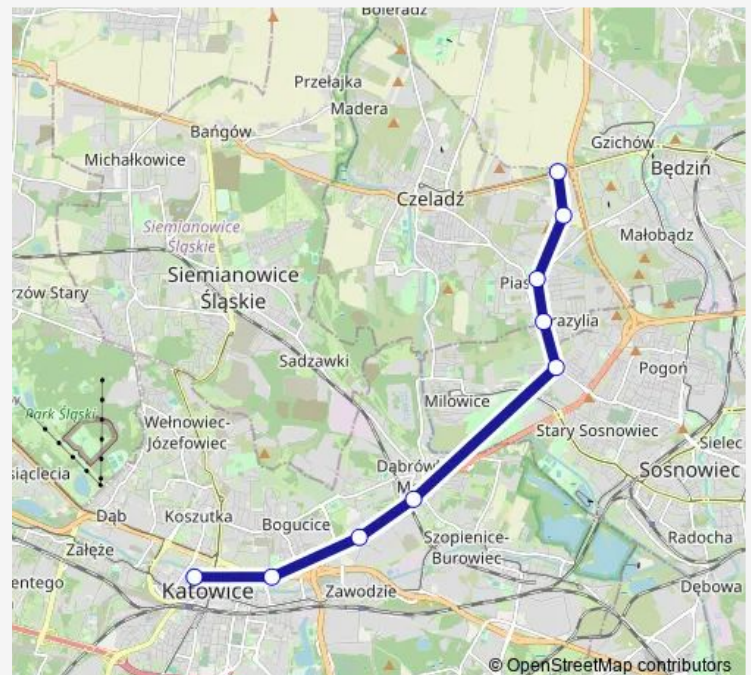 Boleradz
Przełajka
Madera
Bańgów
Gzichów
Michałkowice
Będzin
Czeladź
Siemianowice
Śląskie
Małobądz
Siemianowice
Śląskie
rzów Stary
Pias
razylia
Sadzawki
Pogoń
Park Śląski
Milowice
Wełnowiec-
Józefowiec
Stary Sosnowiec
Sielec
siąclecia
Dąbrów
M
Sosnowiec
Dąb
Koszutka
Bogucice
Szopienice-
Burowiec
Radocha
Załęże
entego
Katowice
Zawodzie
Dębowa
© OpenStreetMap contributors